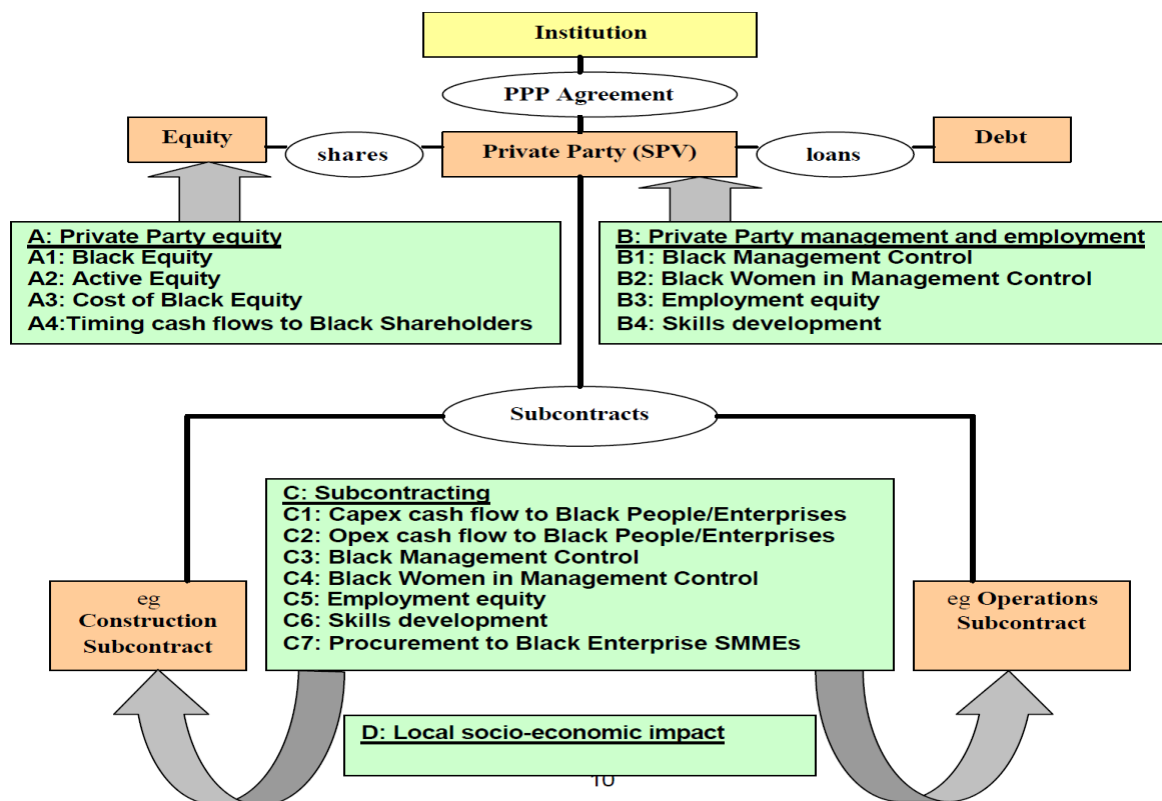 Institution
PPP Agreement
Equity
shares
Private Party (SPV)
loans
Debt
A: Private Party equity
A1: Black Equity
A2: Active Equity
A3: Cost of Black Equity
A4:Timing cash flows to Black Shareholders
B: Private Party management and employment
B1: Black Management Control
B2: Black Women in Management Control
B3: Employment equity
B4: Skills development
Subcontracts
C: Subcontracting
C1: Capex cash flow to Black People/Enterprises
C2: Opex cash flow to Black People/Enterprises
C3: Black Management Control
C4: Black Women in Management Control
C5: Employment equity
C6: Skills development
C7: Procurement to Black Enterprise SMMEs
eg
Construction
Subcontract
eg Operations
Subcontract
D: Local socio-economic impact
10